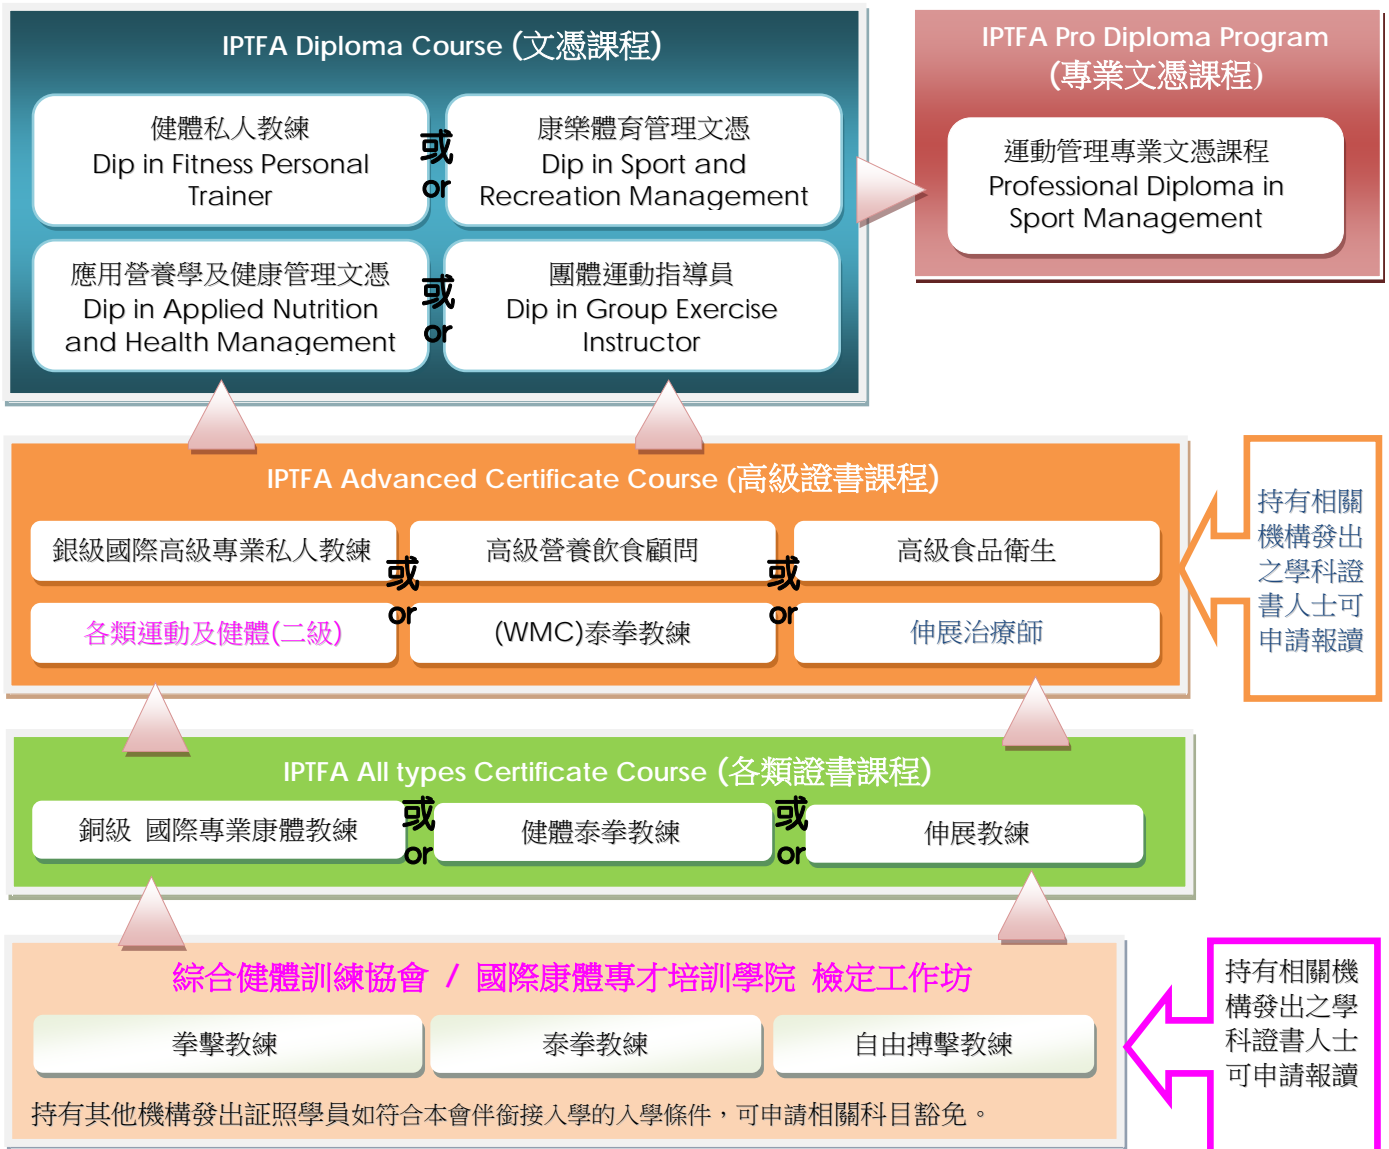 IPTFA Diploma Course (文憑課程)
健體私人教練
Dip in Fitness Personal
Trainer
或
or
康樂體育管理文憑
Dip in Sport and
Recreation Management
應用營養學及健康管理文憑
Dip in Applied Nutrition
and Health Management
或
or
團體運動指導員
Dip in Group Exercise
Instructor
IPTFA Pro Diploma Program
(專業文憑課程)
運動管理專業文憑課程
Professional Diploma in
Sport Management
IPTFA Advanced Certificate Course (高級證書課程)
銀級國際高級專業私人教練
或
or
高級營養飲食顧問
或
or
高級食品衛生
各類運動及健體(二級)
(WMC)泰拳教練
伸展治療師
持有相關
機構發出
之學科證
書人士可
申請報讀
IPTFA All types Certificate Course (各類證書課程)
銅級 國際專業康體教練
或
or
健體泰拳教練
或
or
伸展教練
綜合健體訓練協會 / 國際康體專才培訓學院 檢定工作坊
拳擊教練
泰拳教練
自由搏擊教練
持有其他機構發出証照學員如符合本會伴銜接入學的入學條件，可申請相關科目豁免。
持有相關機
構發出之學
科證書人士
可申請報讀